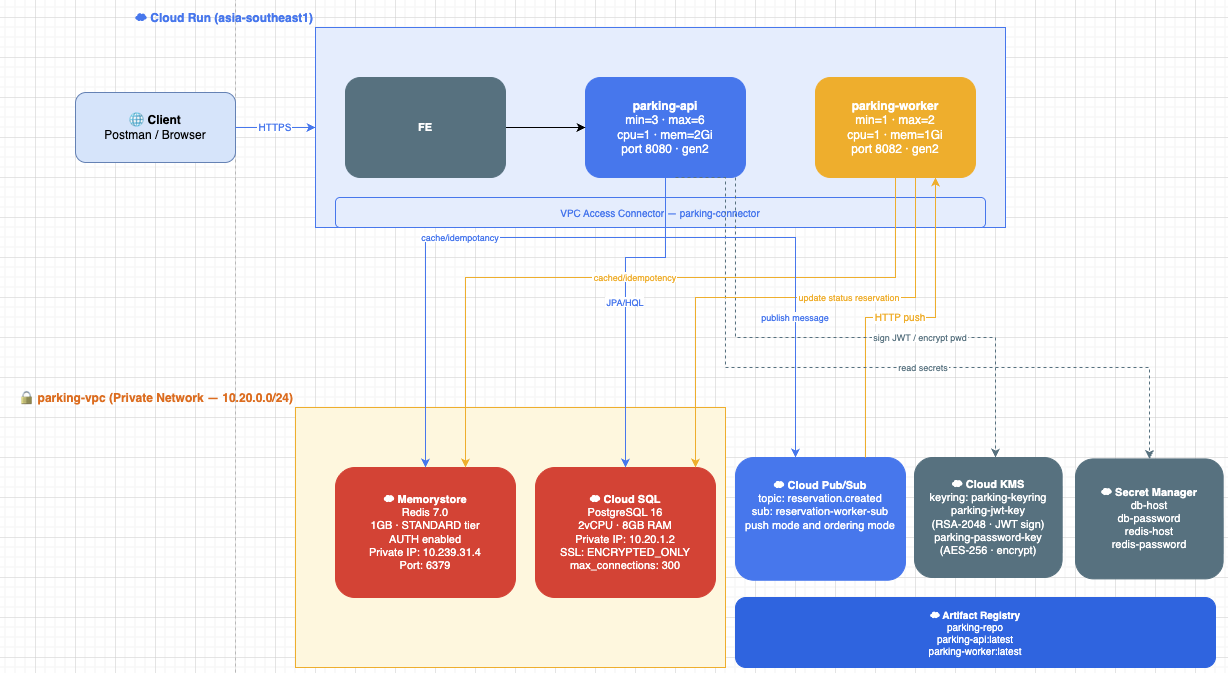 Cloud Run (asia-southeast1)
Client
Postman / Browser
HTTPS
FE
parking-api
min=3 · max=6
cpu=1 · mem=2Gi
port 8080 · gen2
parking-worker
min=1 · max=2
cpu=1 · mem=1Gi
port 8082 · gen2
VPC Access Connector — parking-connector
cache/idempotancy
cached/idempotency
update status reservation
JPA/HQL
publish message
HTTP push
sign JWT / encrypt pwd
read secrets
parking-vpc (Private Network — 10.20.0.0/24)
Memorystore
Redis 7.0
1GB · STANDARD tier
AUTH enabled
Private IP: 10.239.31.4
Port: 6379
Cloud SQL
PostgreSQL 16
2vCPU · 8GB RAM
Private IP: 10.20.1.2
SSL: ENCRYPTED_ONLY
max_connections: 300
Cloud Pub/Sub
topic: reservation.created
sub: reservation-worker-sub
push mode and ordering mode
Cloud KMS
keyring: parking-keyring
parking-jwt-key
(RSA-2048 · JWT sign)
parking-password-key
(AES-256 · encrypt)
Secret Manager
db-host
db-password
redis-host
redis-password
Artifact Registry
parking-repo
parking-api:latest
parking-worker:latest